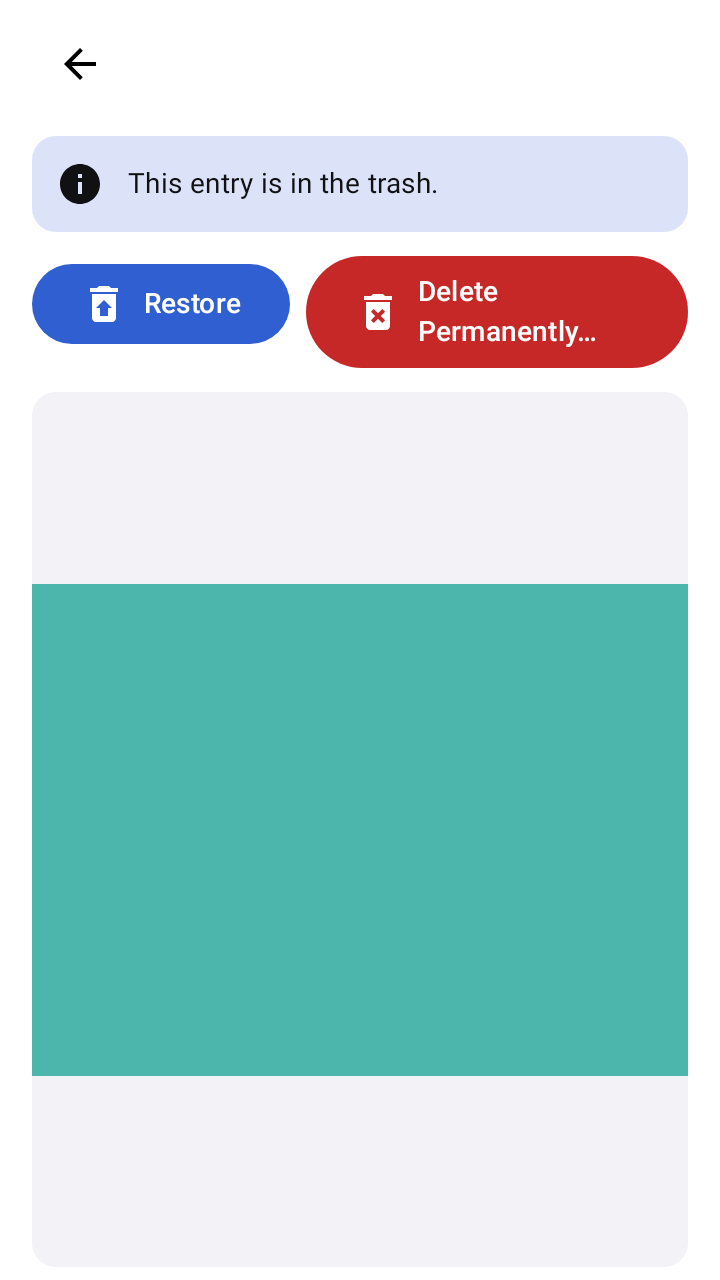 This entry is in the trash.
Restore
Delete
Permanently…